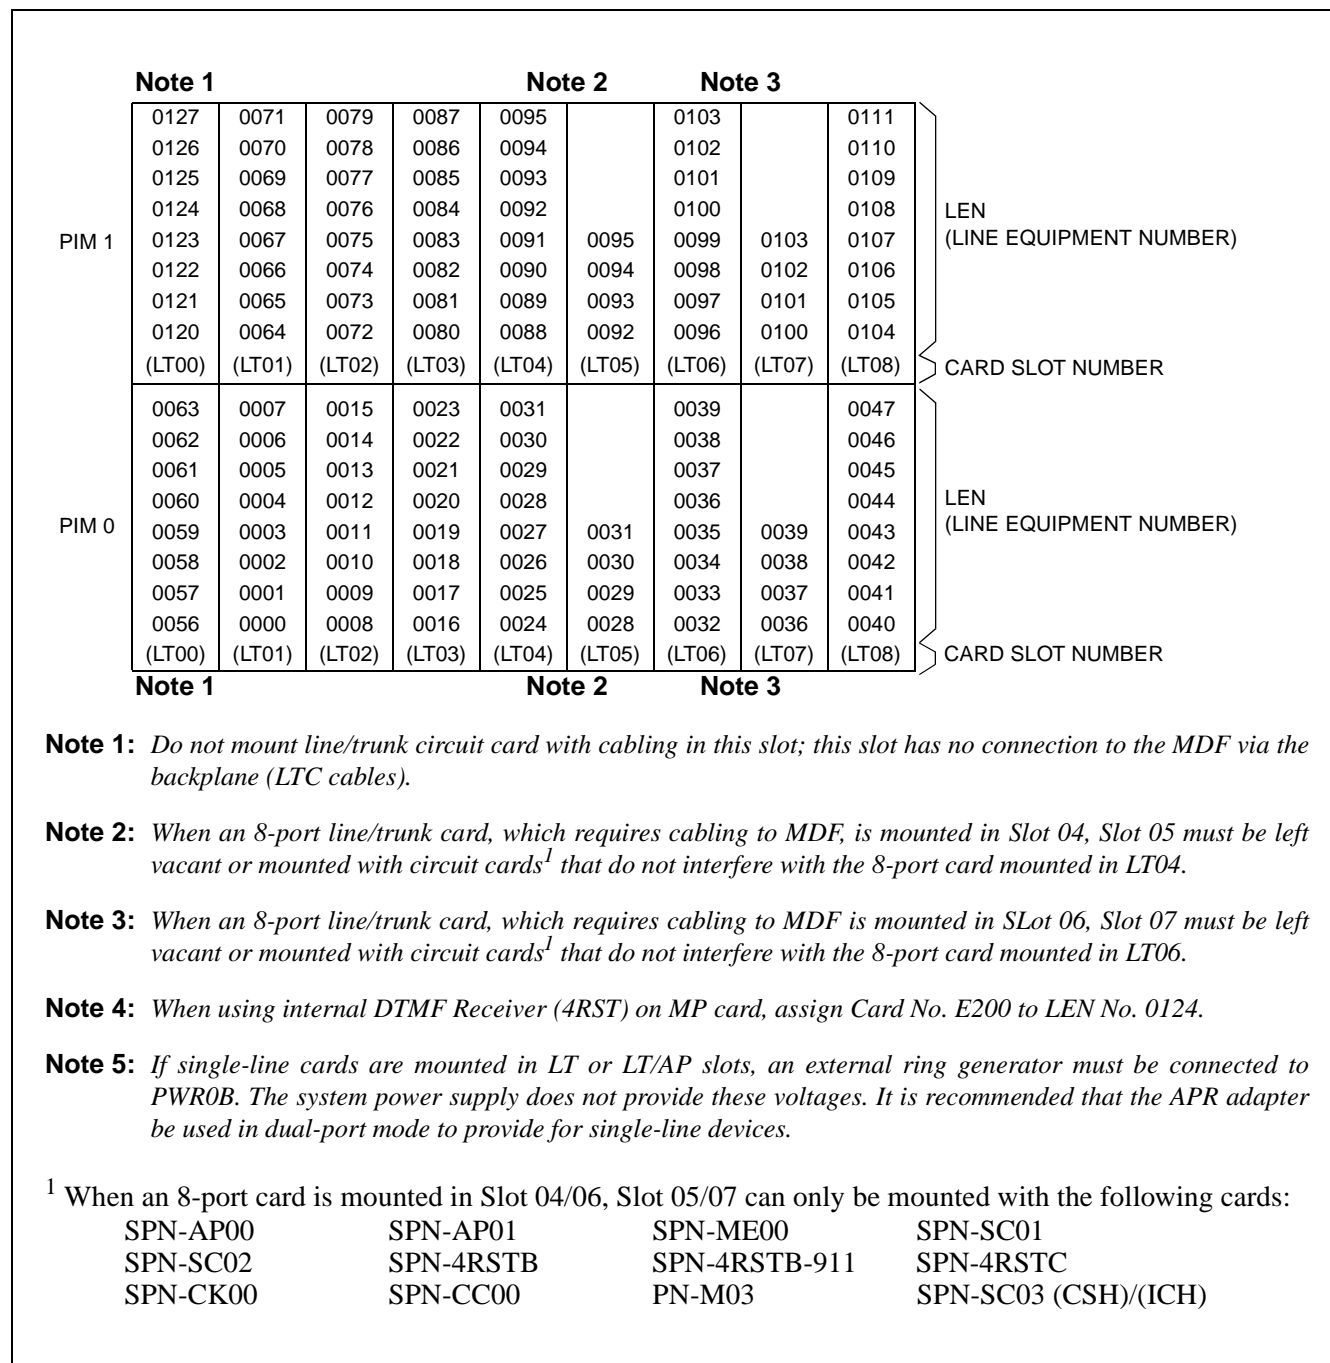 Note 1 Note 2 Note 3
0127 0071 0079 0087 0095 0103 0111
0126 0070 0078 0086 0094 0102 0110
0125 0069 0077 0085 0093 0101 0109
0124 0068 0076 0084 0092 0100 0108 LEN
PIM 1 0123 0067 0075 0083 0091 0095 0099 0103 0107 (LINE EQUIPMENT NUMBER)
0122 0066 0074 0082 0090 0094 0098 0102 0106
0121 0065 0073 0081 0089 0093 0097 0101 0105
0120 0064 0072 0080 0088 0092 0096 0100 0104
(LT00) (LT01) (LT02) (LT03) (LT04) (LT05) (LT06) (LT07) (LT08) CARD SLOT NUMBER
0063 0007 0015 0023 0031 0039 0047
0062 0006 0014 0022 0030 0038 0046
0061 0005 0013 0021 0029 0037 0045
0060 0004 0012 0020 0028 0036 0044 LEN
PIM 0 0059 0003 0011 0019 0027 0031 0035 0039 0043 (LINE EQUIPMENT NUMBER)
0058 0002 0010 0018 0026 0030 0034 0038 0042
0057 0001 0009 0017 0025 0029 0033 0037 0041
0056 0000 0008 0016 0024 0028 0032 0036 0040
(LT00) (LT01) (LT02) (LT03) (LT04) (LT05) (LT06) (LT07) (LT08) CARD SLOT NUMBER
Note 1 Note 2 Note 3
Note 1: Do not mount line/trunk circuit card with cabling in this slot; this slot has no connection to the MDF via the
backplane (LTC cables).
Note 2: When an 8-port line/trunk card, which requires cabling to MDF, is mounted in Slot 04, Slot 05 must be left
vacant or mounted with circuit cards1 that do not interfere with the 8-port card mounted in LT04.
Note 3: When an 8-port line/trunk card, which requires cabling to MDF is mounted in SLot 06, Slot 07 must be left
vacant or mounted with circuit cards1 that do not interfere with the 8-port card mounted in LT06.
Note 4: When using internal DTMF Receiver (4RST) on MP card, assign Card No. E200 to LEN No. 0124.
Note 5: If single-line cards are mounted in LT or LT/AP slots, an external ring generator must be connected to
PWR0B. The system power supply does not provide these voltages. It is recommended that the APR adapter
be used in dual-port mode to provide for single-line devices.
1 When an 8-port card is mounted in Slot 04/06, Slot 05/07 can only be mounted with the following cards:
SPN-AP00 SPN-AP01 SPN-ME00 SPN-SC01
SPN-SC02 SPN-4RSTB SPN-4RSTB-911 SPN-4RSTC
SPN-CK00 SPN-CC00 PN-M03 SPN-SC03 (CSH)/(ICH)